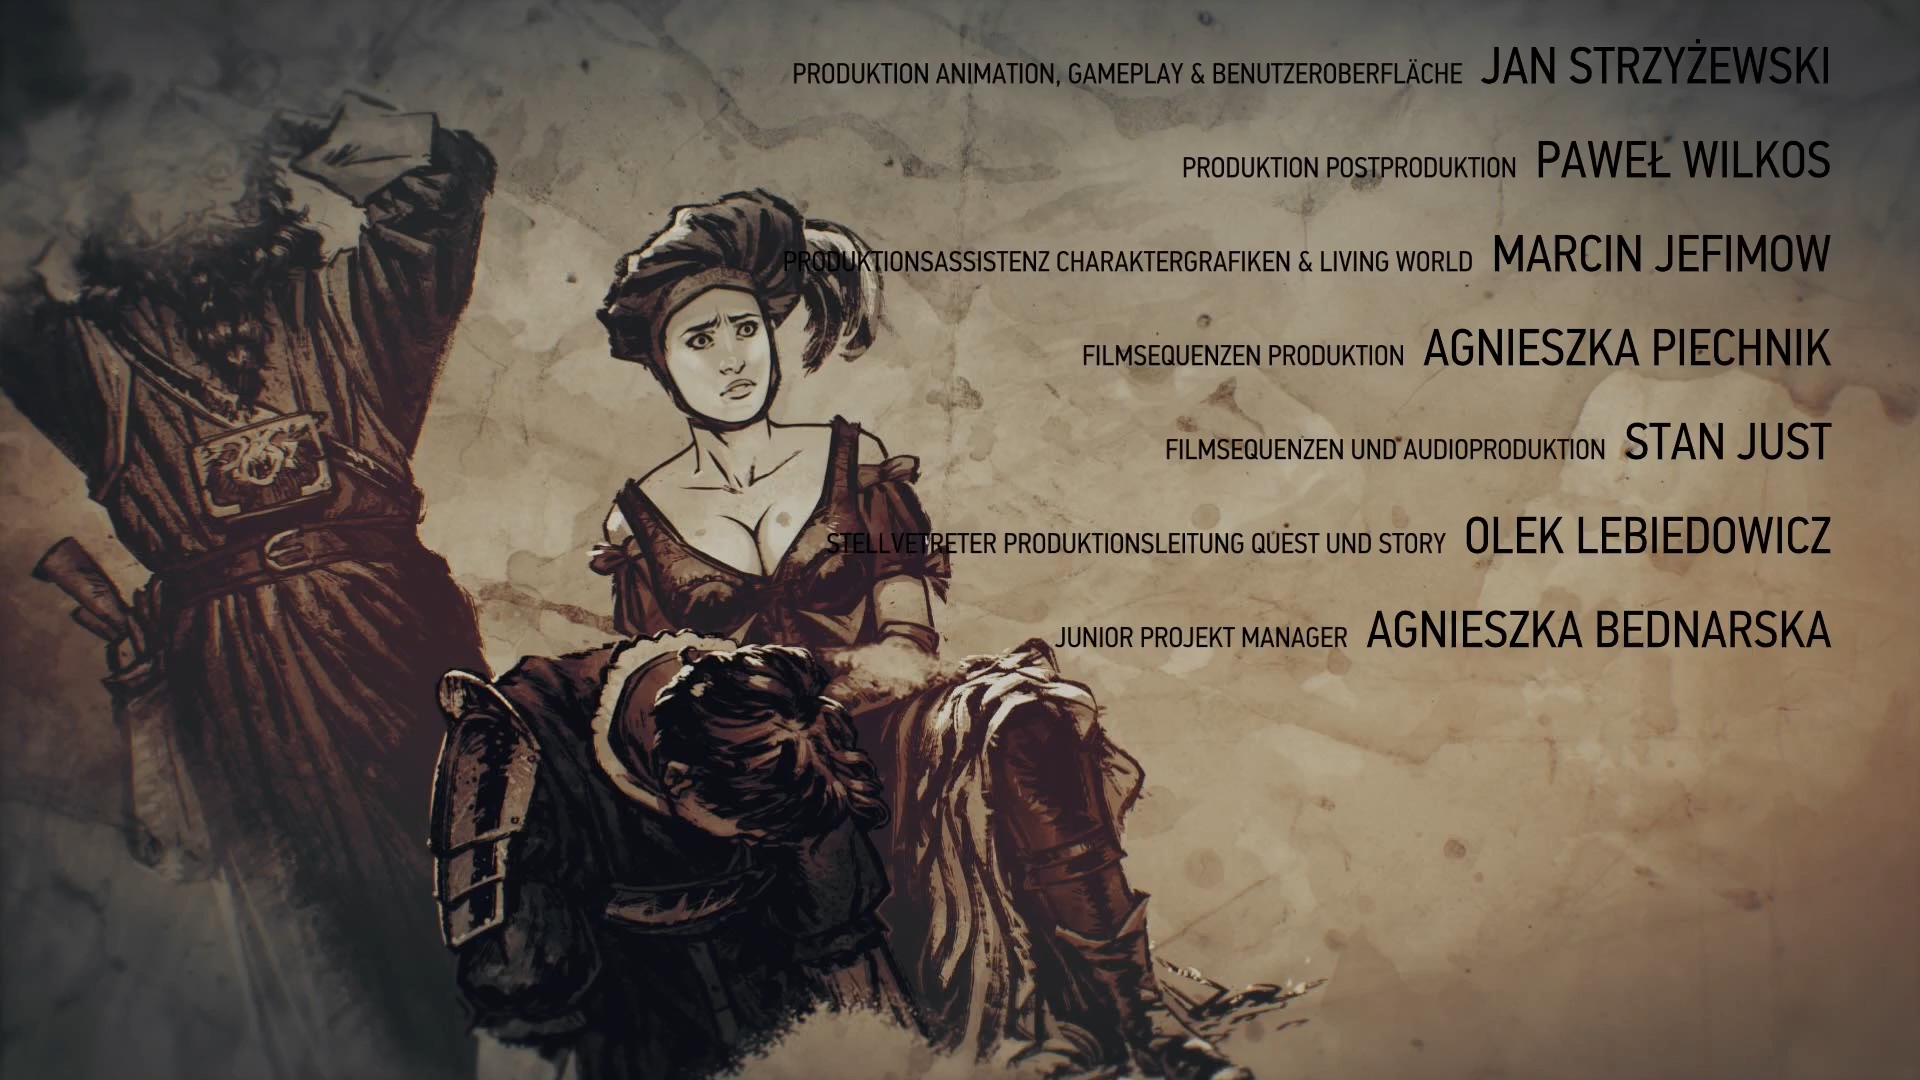 PRODUKTION ANIMATION, GAMEPLAY & BENUTZEROBERFLÄCHE JAN STRZYŻEWSKI
PRODUKTION POSTPRODUKTION PAWEŁ WILKOS
PRODUKTIONSASSISTENZ CHARAKTERGRAFIKEN & LIVING WORLD MARCIN JEFIMOW
FILMSEQUENZEN PRODUKTION AGNIESZKA PIECHNIK
FILMSEQUENZEN UND AUDIOPRODUKTION STAN JUST
STELLVETRETER PRODUKTIONSLEITUNG QUEST UND STORY OLEK LEBIEDOWICZ
JUNIOR PROJEKT MANAGER AGNIESZKA BEDNARSKA